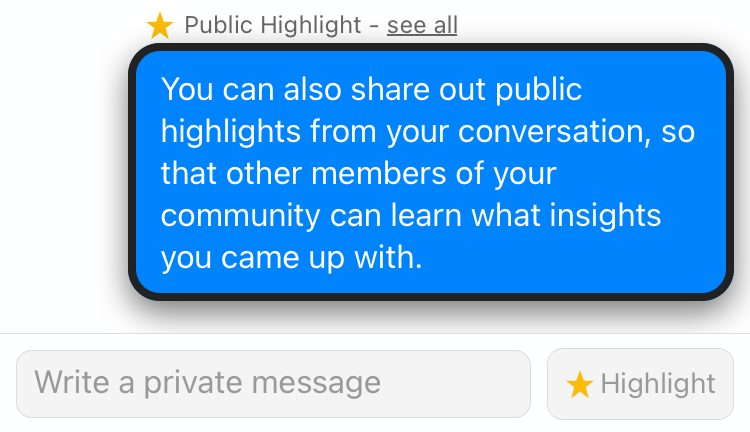 Public Highlight - see all
You can also share out public
highlights from your conversation, so
that other members of your
community can learn what insights
you came up with.
Write a private message
Highlight